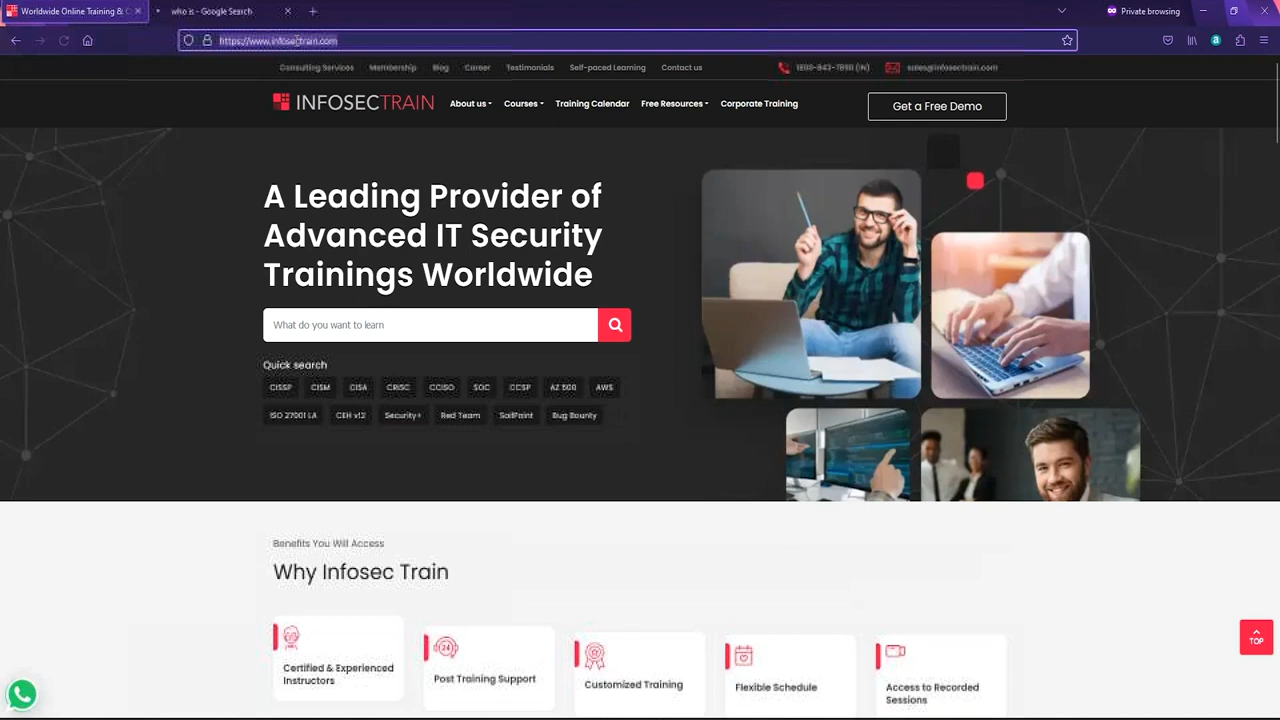 Worldwide Online Training & C
who is - Google Search
Private browsing
https://www.infosectrain.com
Consulting Services Membership Blog Career Testimonials Self-paced Learning Contact us
sales@infosectrain.com
INFOSECTRAIN About us Courses Training Calendar Free Resources Corporate Training
Get a Free Demo
A Leading Provider of
Advanced IT Security
Trainings Worldwide
What do you want to learn
Quick search
CISSP CISM CISA CRISC CCISO SOC CCSP AZ 500 AWS
ISO 27001 LA CEH v12 Security+ Red Team SailPoint Bug Bounty
Benefits You Will Access
Why Infosec Train
Certified & Experienced
Instructors
Post Training Support
Customized Training
Flexible Schedule
Access to Recorded
Sessions
TOP